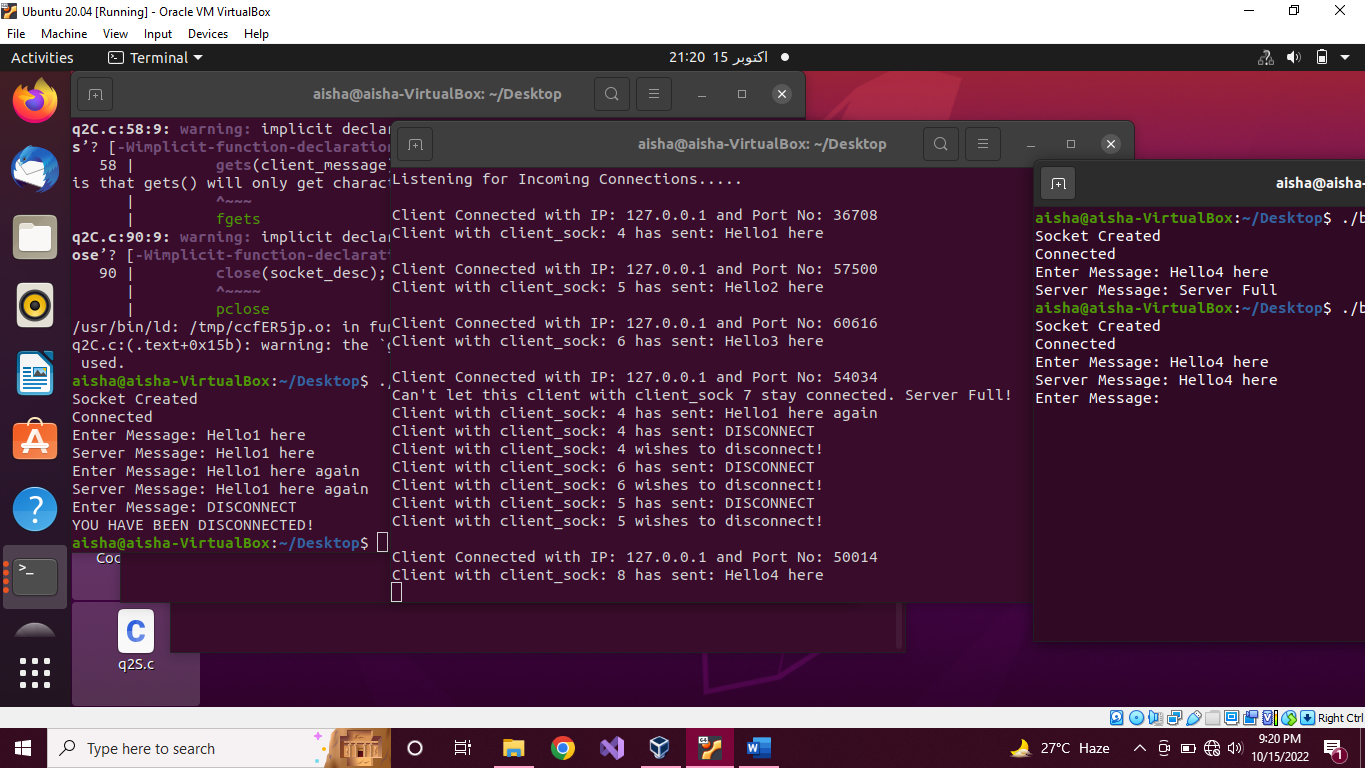 Ubuntu 20.04 [Running] - Oracle VM VirtualBox
File Machine View Input Devices Help
Activities Terminal 21:20 15 اكتوبر
aisha@aisha-VirtualBox: ~/Desktop
q2C.c:58:9: warning: implicit declar
s’? [-Wimplicit-function-declaration
58 | gets(client_message)
is that gets() will only get charact
| ^~~~
| fgets
q2C.c:90:9: warning: implicit declar
ose’? [-Wimplicit-function-declarati
90 | close(socket_desc);
| ^~~~~
| pclose
/usr/bin/ld: /tmp/ccfER5jp.o: in fun
q2C.c:(.text+0x15b): warning: the `g
used.
aisha@aisha-VirtualBox:~/Desktop$ ./
Socket Created
Connected
Enter Message: Hello1 here
Server Message: Hello1 here
Enter Message: Hello1 here again
Server Message: Hello1 here again
Enter Message: DISCONNECT
YOU HAVE BEEN DISCONNECTED!
aisha@aisha-VirtualBox:~/Desktop$
aisha@aisha-VirtualBox: ~/Desktop
Listening for Incoming Connections.....
Client Connected with IP: 127.0.0.1 and Port No: 36708
Client with client_sock: 4 has sent: Hello1 here
Client Connected with IP: 127.0.0.1 and Port No: 57500
Client with client_sock: 5 has sent: Hello2 here
Client Connected with IP: 127.0.0.1 and Port No: 60616
Client with client_sock: 6 has sent: Hello3 here
Client Connected with IP: 127.0.0.1 and Port No: 54034
Can't let this client with client_sock 7 stay connected. Server Full!
Client with client_sock: 4 has sent: Hello1 here again
Client with client_sock: 4 has sent: DISCONNECT
Client with client_sock: 4 wishes to disconnect!
Client with client_sock: 6 has sent: DISCONNECT
Client with client_sock: 6 wishes to disconnect!
Client with client_sock: 5 has sent: DISCONNECT
Client with client_sock: 5 wishes to disconnect!
Client Connected with IP: 127.0.0.1 and Port No: 50014
Client with client_sock: 8 has sent: Hello4 here
aisha@aisha-
aisha@aisha-VirtualBox:~/Desktop$ ./b
Socket Created
Connected
Enter Message: Hello4 here
Server Message: Server Full
aisha@aisha-VirtualBox:~/Desktop$ ./b
Socket Created
Connected
Enter Message: Hello4 here
Server Message: Hello4 here
Enter Message:
Coc
C
q2S.c
Right Ctrl
Type here to search
27°C Haze
9:20 PM
10/15/2022
1